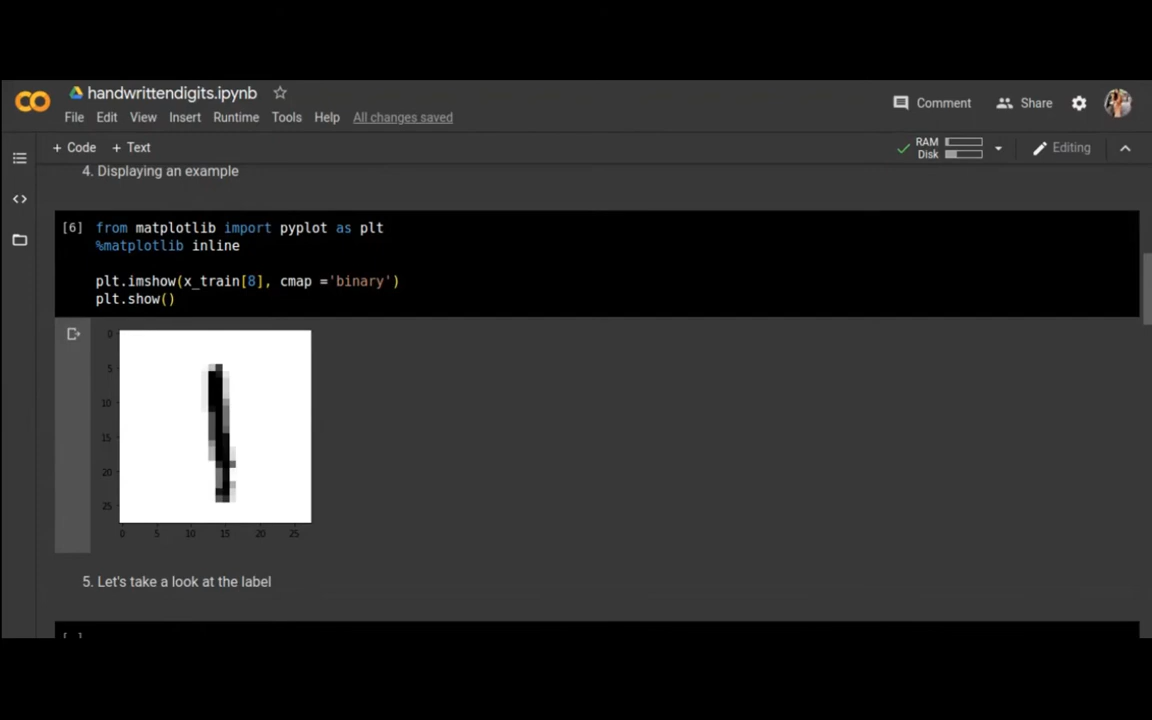 handwrittendigits.ipynb
File Edit View Insert Runtime Tools Help All changes saved
Comment Share
+ Code + Text
RAM
Disk
Editing
4. Displaying an example
[6] from matplotlib import pyplot as plt
%matplotlib inline
plt.imshow(x_train[8], cmap ='binary')
plt.show()
0
5
10
15
20
25
0 5 10 15 20 25
5. Let's take a look at the label
[ ]